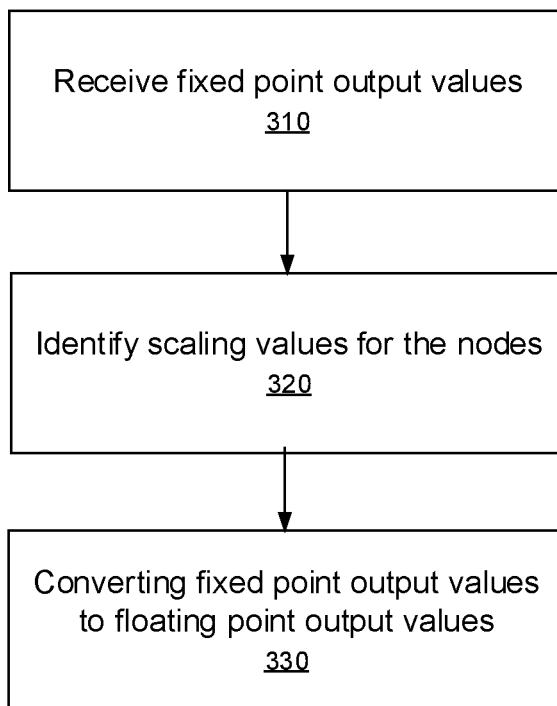 Receive fixed point output values
310
Identify scaling values for the nodes
320
Converting fixed point output values
to floating point output values
330